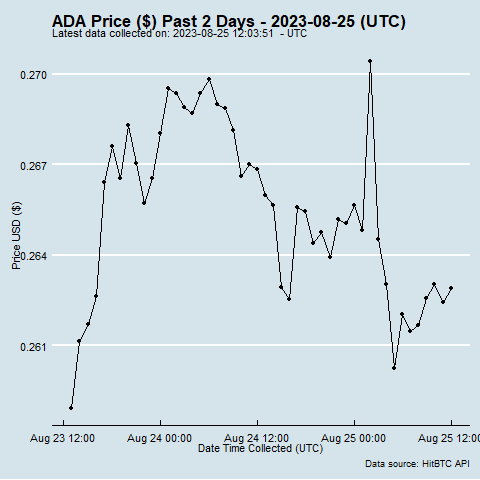 ADA Price ($) Past 2 Days - 2023-08-25 (UTC)
Latest data collected on: 2023-08-25 12:03:51 - UTC
0.270
0.267
0.264
0.261
Price USD ($)
Aug 23 12:00
Aug 24 00:00
Aug 24 12:00
Aug 25 00:00
Aug 25 12:00
Date Time Collected (UTC)
Data source: HitBTC API